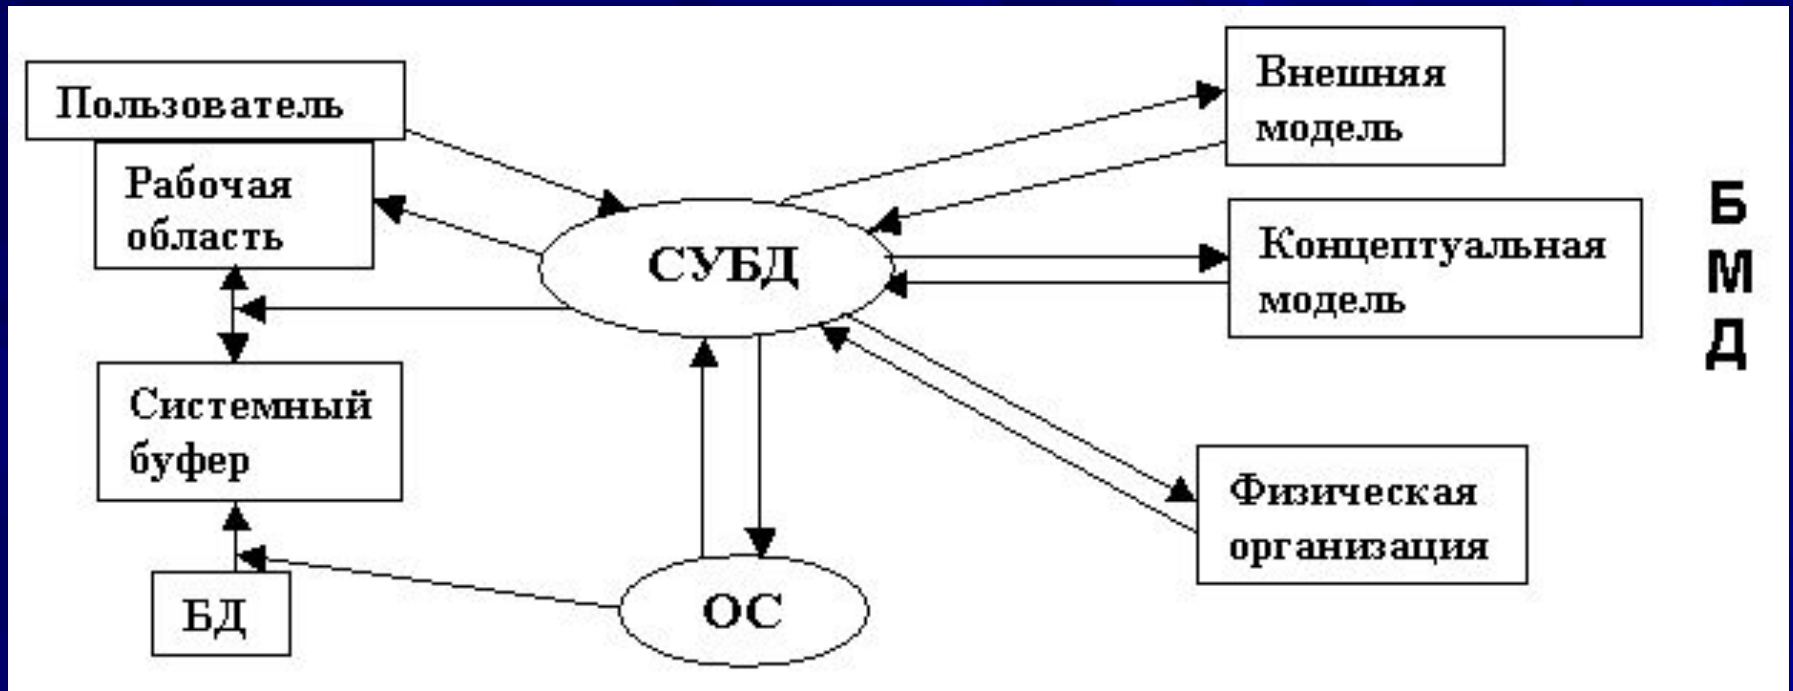 Пользователь
Рабочая
область
Системный
буфер
БД
СУБД
ОС
Внешняя
модель
Концептуальная
модель
Физическая
организация
Б
М
Д